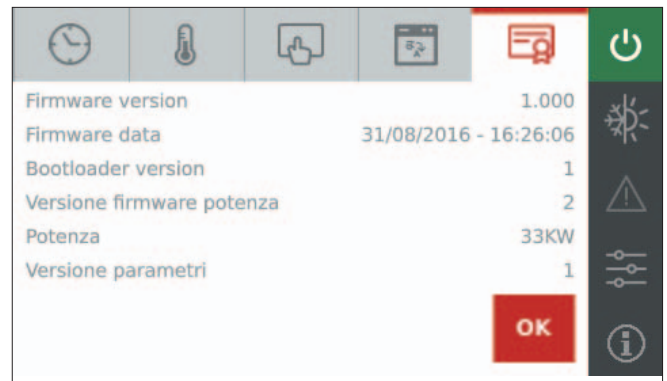 Firmware version 1.000
Firmware data 31/08/2016 - 16:26:06
Bootloader version 1
Versione firmware potenza 2
Potenza 33KW
Versione parametri 1
OK